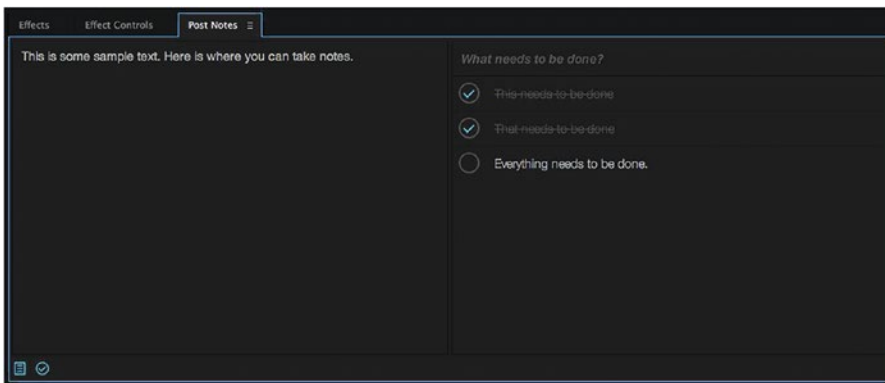 Effects Effect Controls Post Notes
This is some sample text. Here is where you can take notes.
What needs to be done?
This needs to be done
That needs to be done
Everything needs to be done.